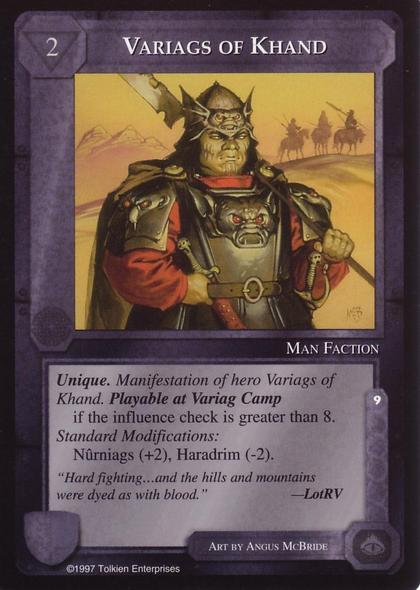 2
VARIAGS OF KHAND
MAN FACTION
Unique. Manifestation of hero Variags of
Khand. Playable at Variag Camp
if the influence check is greater than 8.
Standard Modifications:
Nûrniags (+2), Haradrim (-2).
9
"Hard fighting...and the hills and mountains
were dyed as with blood." —LotRV
ART BY ANGUS MCBRIDE
©1997 Tolkien Enterprises